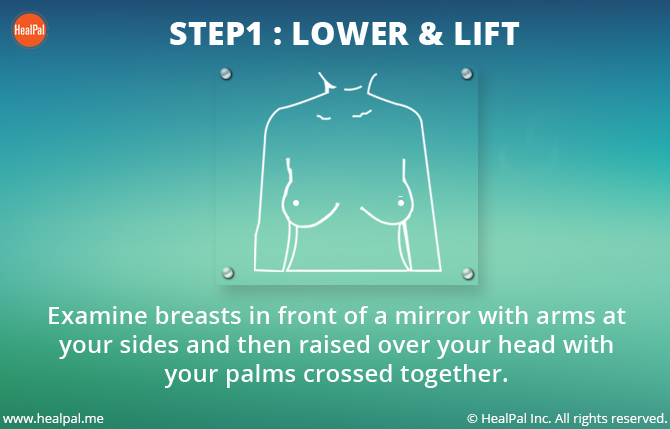 HealPal
STEP1 : LOWER & LIFT
Examine breasts in front of a mirror with arms at
your sides and then raised over your head with
your palms crossed together.
www.healpal.me
© HealPal Inc. All rights reserved.